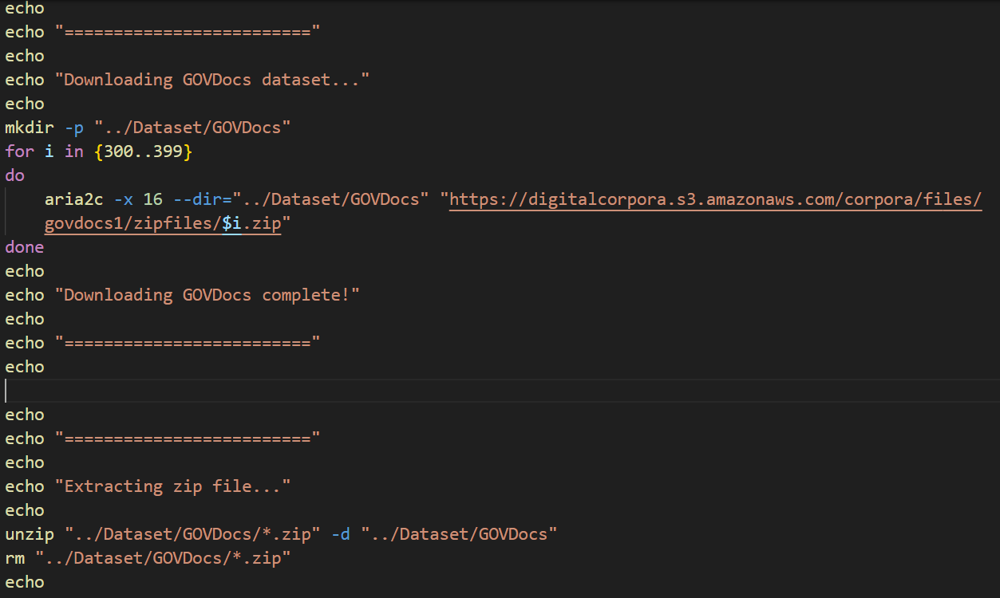 echo
echo "========================="
echo
echo "Downloading GOVDocs dataset..."
echo
mkdir -p "../Dataset/GOVDocs"
for i in {300..399}
do
    aria2c -x 16 --dir="../Dataset/GOVDocs" "https://digitalcorpora.s3.amazonaws.com/corpora/files/
    govdocs1/zipfiles/$i.zip"
done
echo
echo "Downloading GOVDocs complete!"
echo
echo "========================="
echo
echo
echo "========================="
echo
echo "Extracting zip file..."
echo
unzip "../Dataset/GOVDocs/*.zip" -d "../Dataset/GOVDocs"
rm "../Dataset/GOVDocs/*.zip"
echo